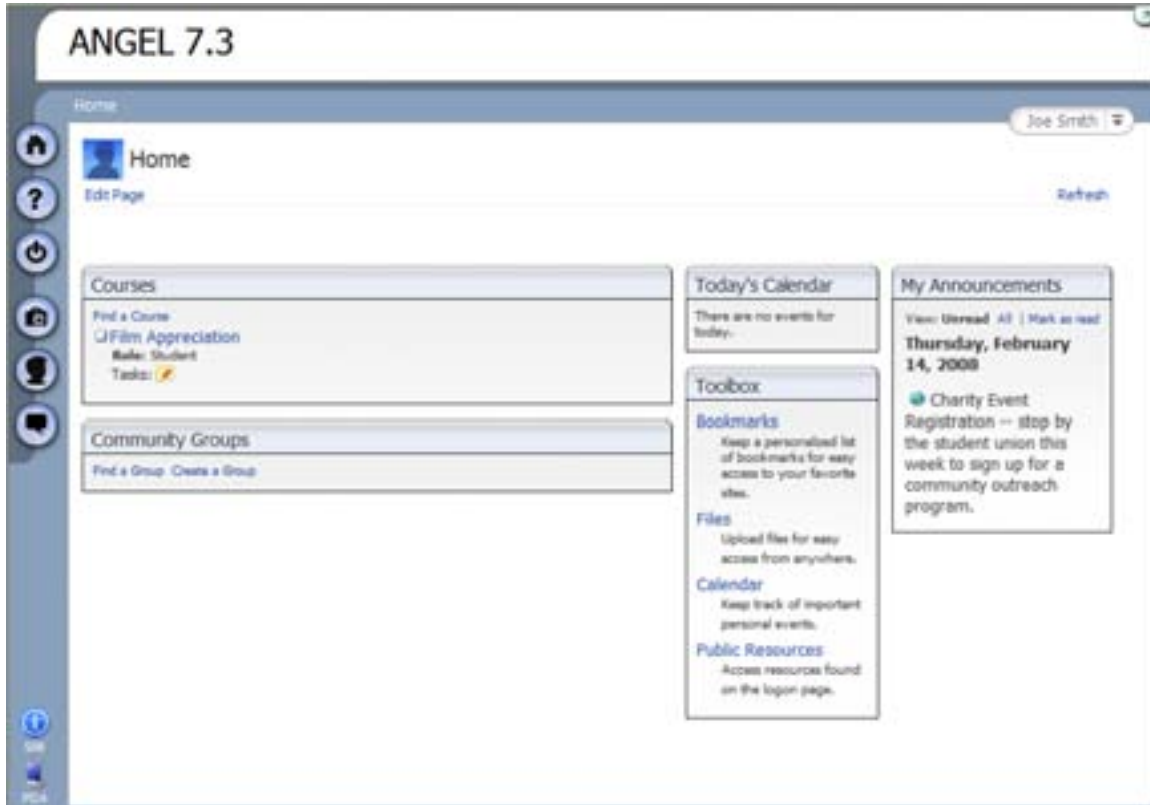 ANGEL 7.3
Home
Joe Smith
Home
Edit Page
Refresh
Courses
Find a Course
Film Appreciation
Role: Student
Tasks:
Community Groups
Find a Group Create a Group
Today's Calendar
There are no events for
today.
Toolbox
Bookmarks
Keep a personalized list
of bookmarks for easy
access to your favorite
sites.
Files
Upload files for easy
access from anywhere.
Calendar
Keep track of important
personal events.
Public Resources
Access resources found
on the logon page.
My Announcements
View: Unread All | Mark as read
Thursday, February
14, 2008
Charity Event
Registration -- stop by
the student union this
week to sign up for a
community outreach
program.
PDA